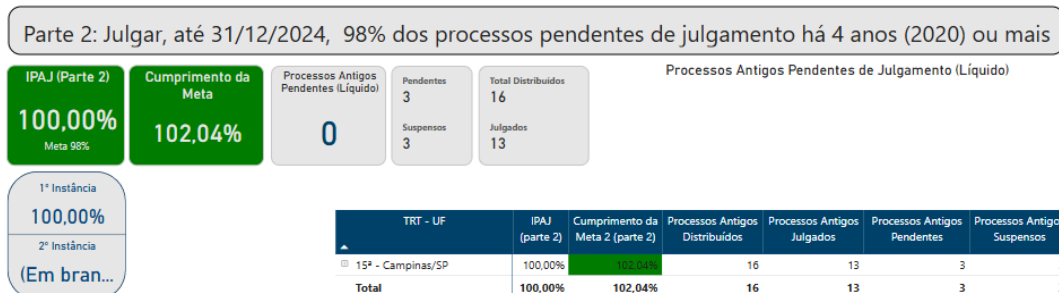 Parte 2: Julgar, até 31/12/2024, 98% dos processos pendentes de julgamento há 4 anos (2020) ou mais
IPAJ (Parte 2)
100,00%
Meta 98%
Cumprimento da
Meta
102,04%
Processos Antigos
Pendentes (Líquido)
0
Pendentes
3
Suspensos
3
Total Distribuídos
16
Julgados
13
Processos Antigos Pendentes de Julgamento (Líquido)
1ª Instância
100,00%
2ª Instância
(Em bran...
TRT - UF IPAJ (parte 2) Cumprimento da Meta 2 (parte 2) Processos Antigos Distribuídos Processos Antigos Julgados Processos Antigos Pendentes Processos Antigo Suspensos
15ª - Campinas/SP 100,00% 102,04% 16 13 3
Total 100,00% 102,04% 16 13 3